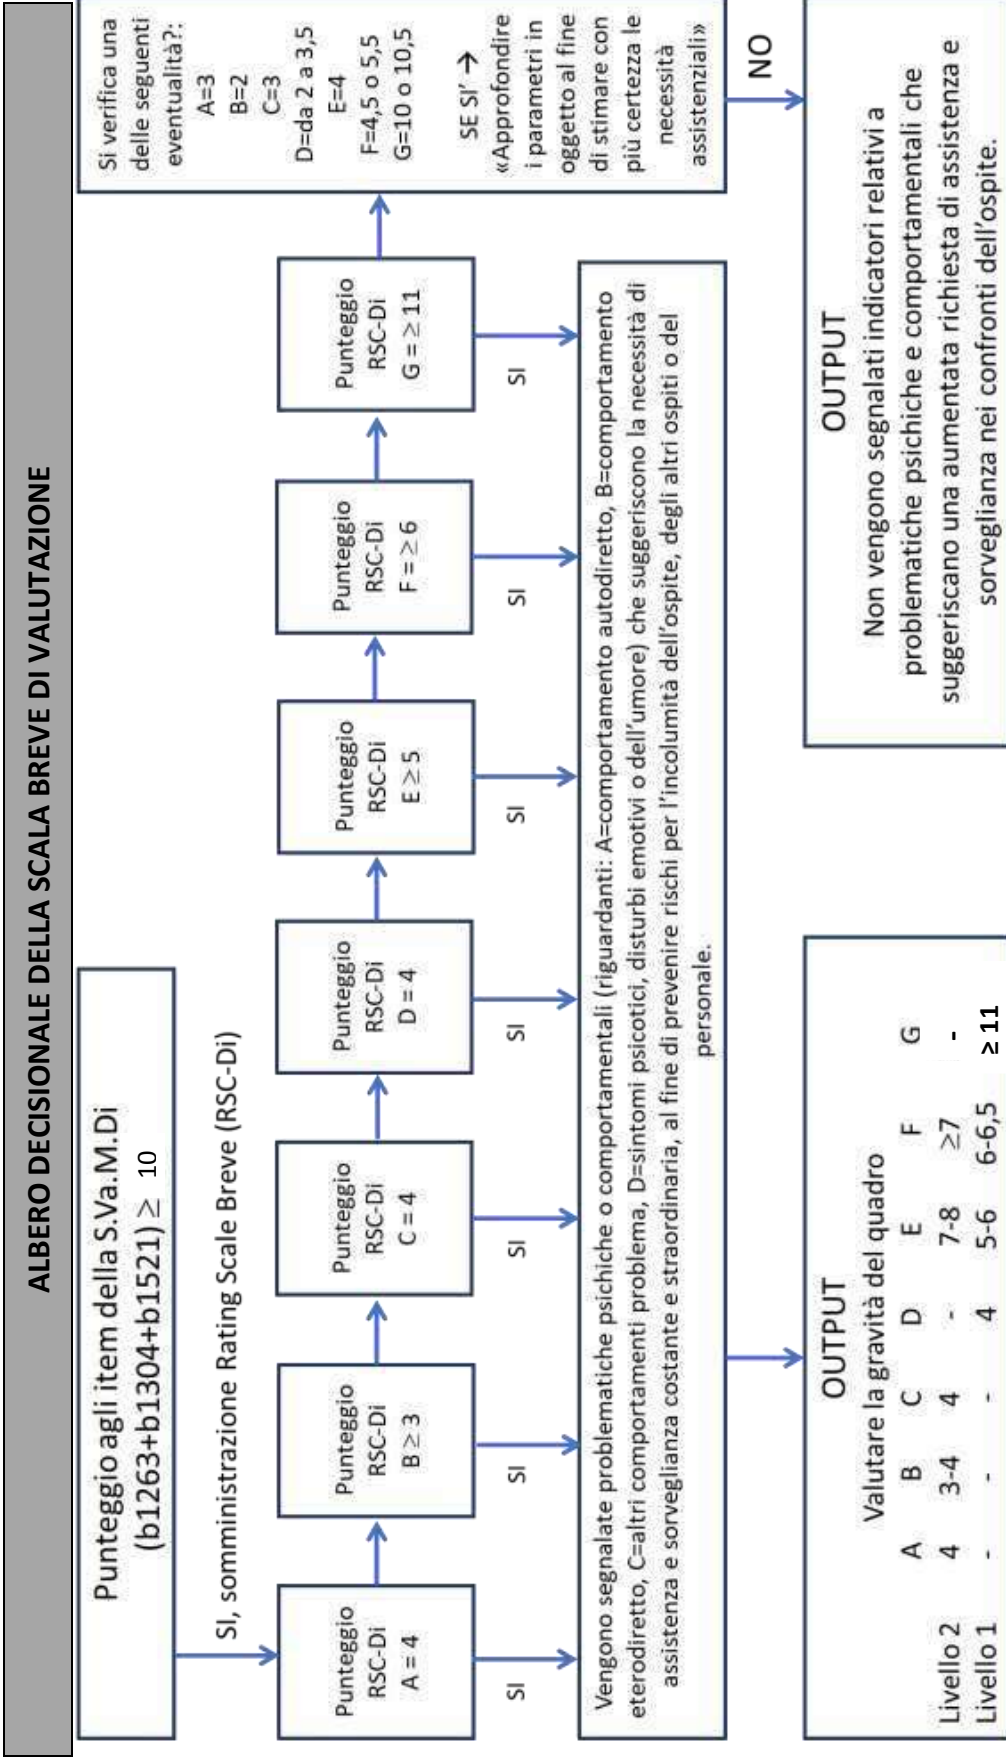 ALBERO DECISIONALE DELLA SCALA BREVE DI VALUTAZIONE
Punteggio agli item della S.Va.M.Di
(b1263+b1304+b1521) ≥ 10
SI, somministrazione Rating Scale Breve (RSC-Di)
Punteggio
RSC-Di
A = 4
Punteggio
RSC-Di
B ≥ 3
Punteggio
RSC-Di
C = 4
Punteggio
RSC-Di
D = 4
Punteggio
RSC-Di
E ≥ 5
Punteggio
RSC-Di
F = ≥ 6
Punteggio
RSC-Di
G = ≥ 11
Si verifica una
delle seguenti
eventualità?:
A=3
B=2
C=3
D=da 2 a 3,5
E=4
F=4,5 o 5,5
G=10 o 10,5
SE SI' →
«Approfondire
i parametri in
oggetto al fine
di stimare con
più certezza le
necessità
assistenziali»
SI
SI
SI
SI
SI
SI
SI
NO
Vengono segnalate problematiche psichiche o comportamentali (riguardanti: A=comportamento autodiretto, B=comportamento
eterodiretto, C=altri comportamenti problema, D=sintomi psicotici, disturbi emotivi o dell'umore) che suggeriscono la necessità di
assistenza e sorveglianza costante e straordinaria, al fine di prevenire rischi per l'incolumità dell'ospite, degli altri ospiti o del
personale.
OUTPUT
Valutare la gravità del quadro
A B C D E F G
Livello 2 4 3-4 4 - 7-8 ≥7 -
Livello 1 - - - 4 5-6 6-6,5 ≥ 11
OUTPUT
Non vengono segnalati indicatori relativi a
problematiche psichiche e comportamentali che
suggeriscano una aumentata richiesta di assistenza e
sorveglianza nei confronti dell'ospite.